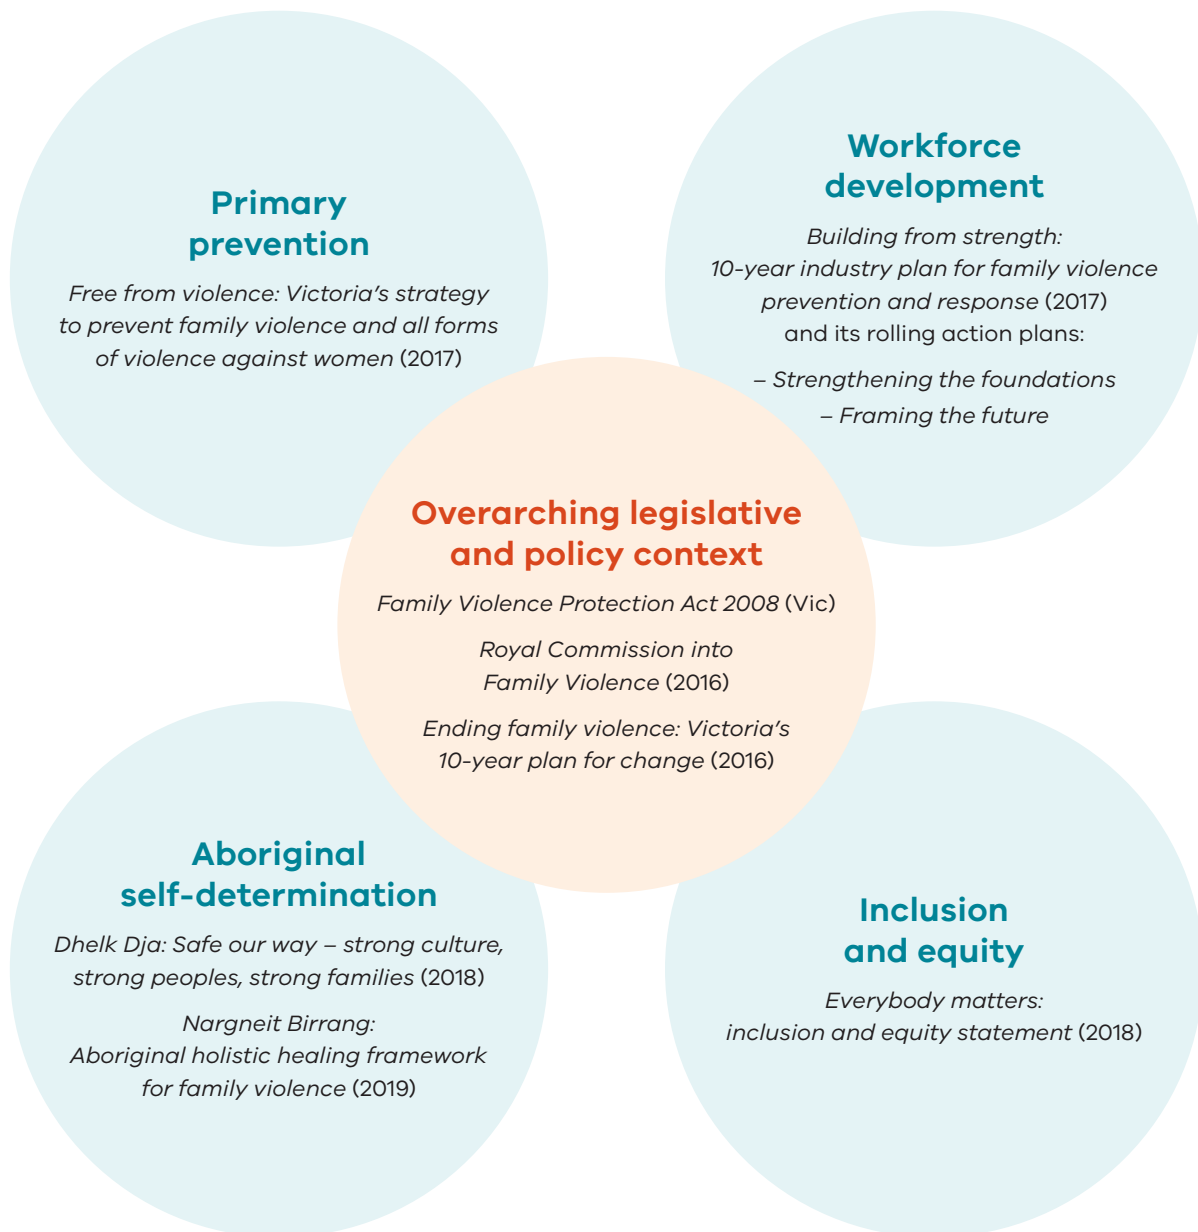 Primary
prevention
Free from violence: Victoria’s strategy
to prevent family violence and all forms
of violence against women (2017)
Workforce
development
Building from strength:
10-year industry plan for family violence
prevention and response (2017)
and its rolling action plans:
– Strengthening the foundations
– Framing the future
Overarching legislative
and policy context
Family Violence Protection Act 2008 (Vic)
Royal Commission into
Family Violence (2016)
Ending family violence: Victoria’s
10-year plan for change (2016)
Aboriginal
self-determination
Dhelk Dja: Safe our way – strong culture,
strong peoples, strong families (2018)
Nargneit Birrang:
Aboriginal holistic healing framework
for family violence (2019)
Inclusion
and equity
Everybody matters:
inclusion and equity statement (2018)